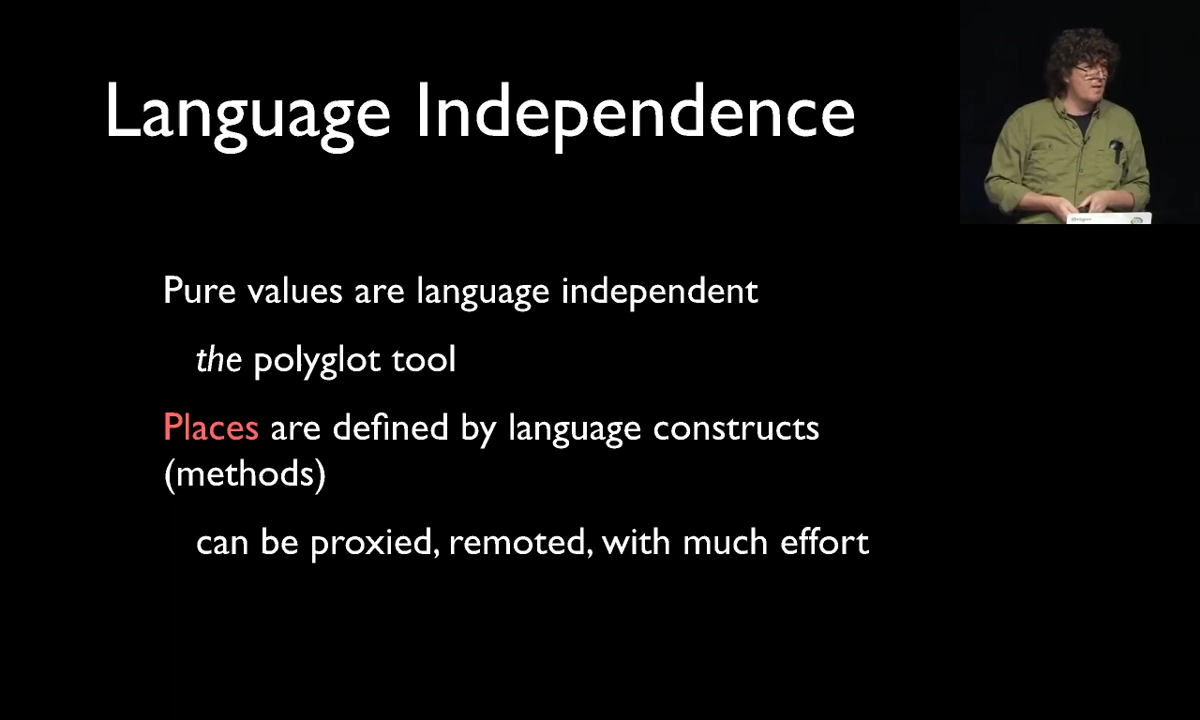 Language Independence
Pure values are language independent
the polyglot tool
Places are defined by language constructs
(methods)
can be proxied, remoted, with much effort